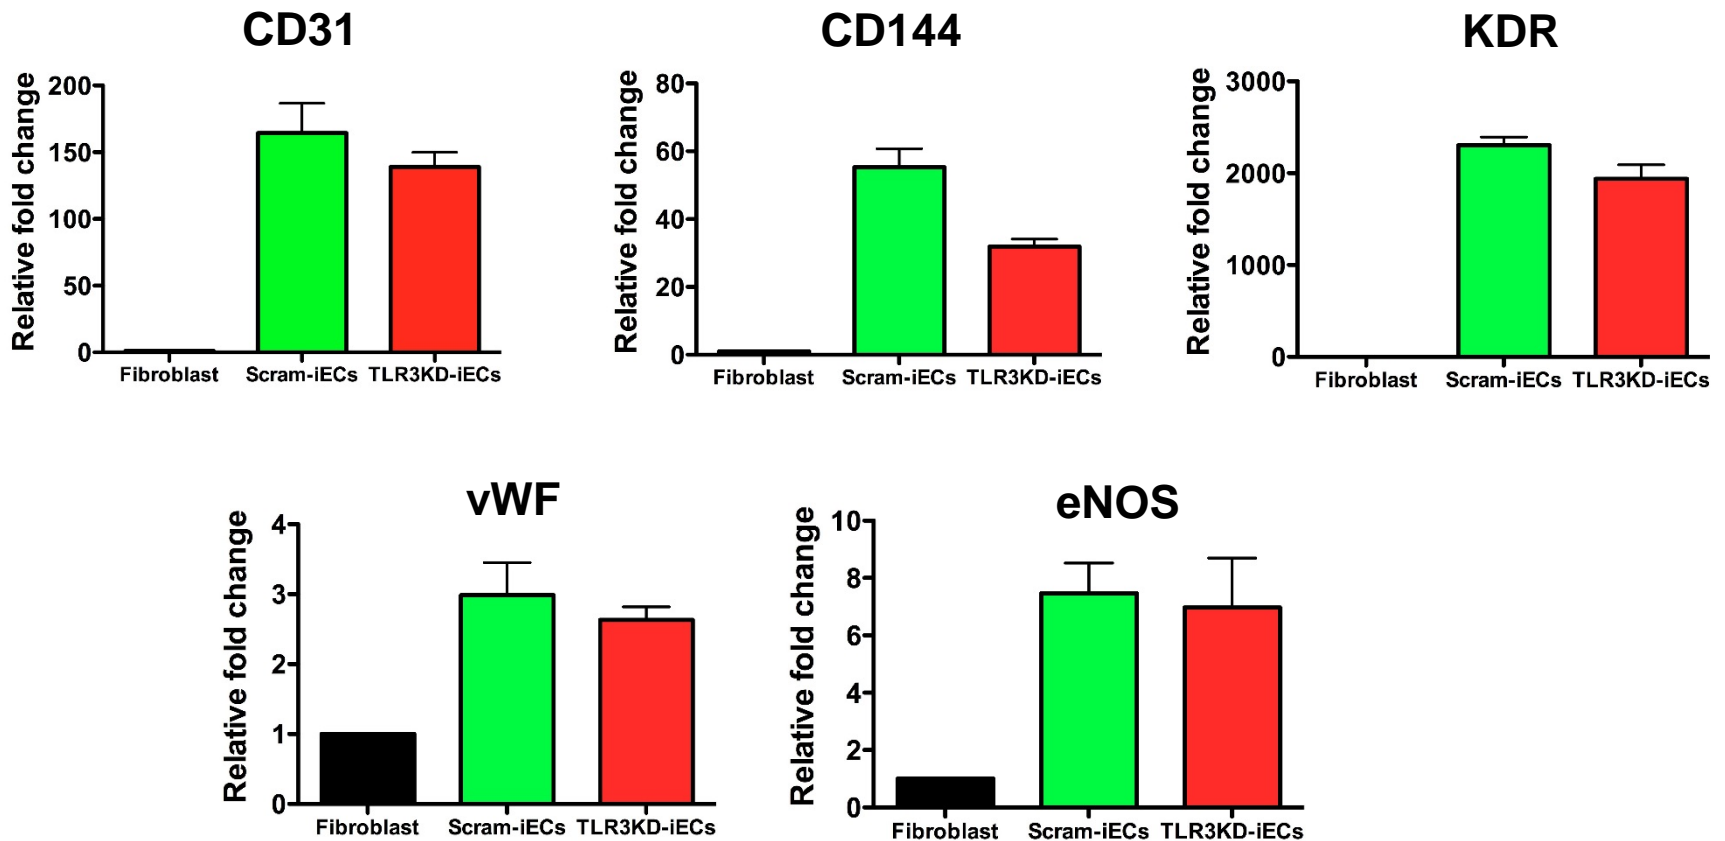 CD31
Relative fold change
200
150
100
50
0
Fibroblast Scram-iECs TLR3KD-iECs
CD144
Relative fold change
80
60
40
20
0
Fibroblast Scram-iECs TLR3KD-iECs
KDR
Relative fold change
3000
2000
1000
0
Fibroblast Scram-iECs TLR3KD-iECs
vWF
Relative fold change
4
3
2
1
0
Fibroblast Scram-iECs TLR3KD-iECs
eNOS
Relative fold change
10
8
6
4
2
0
Fibroblast Scram-iECs TLR3KD-iECs